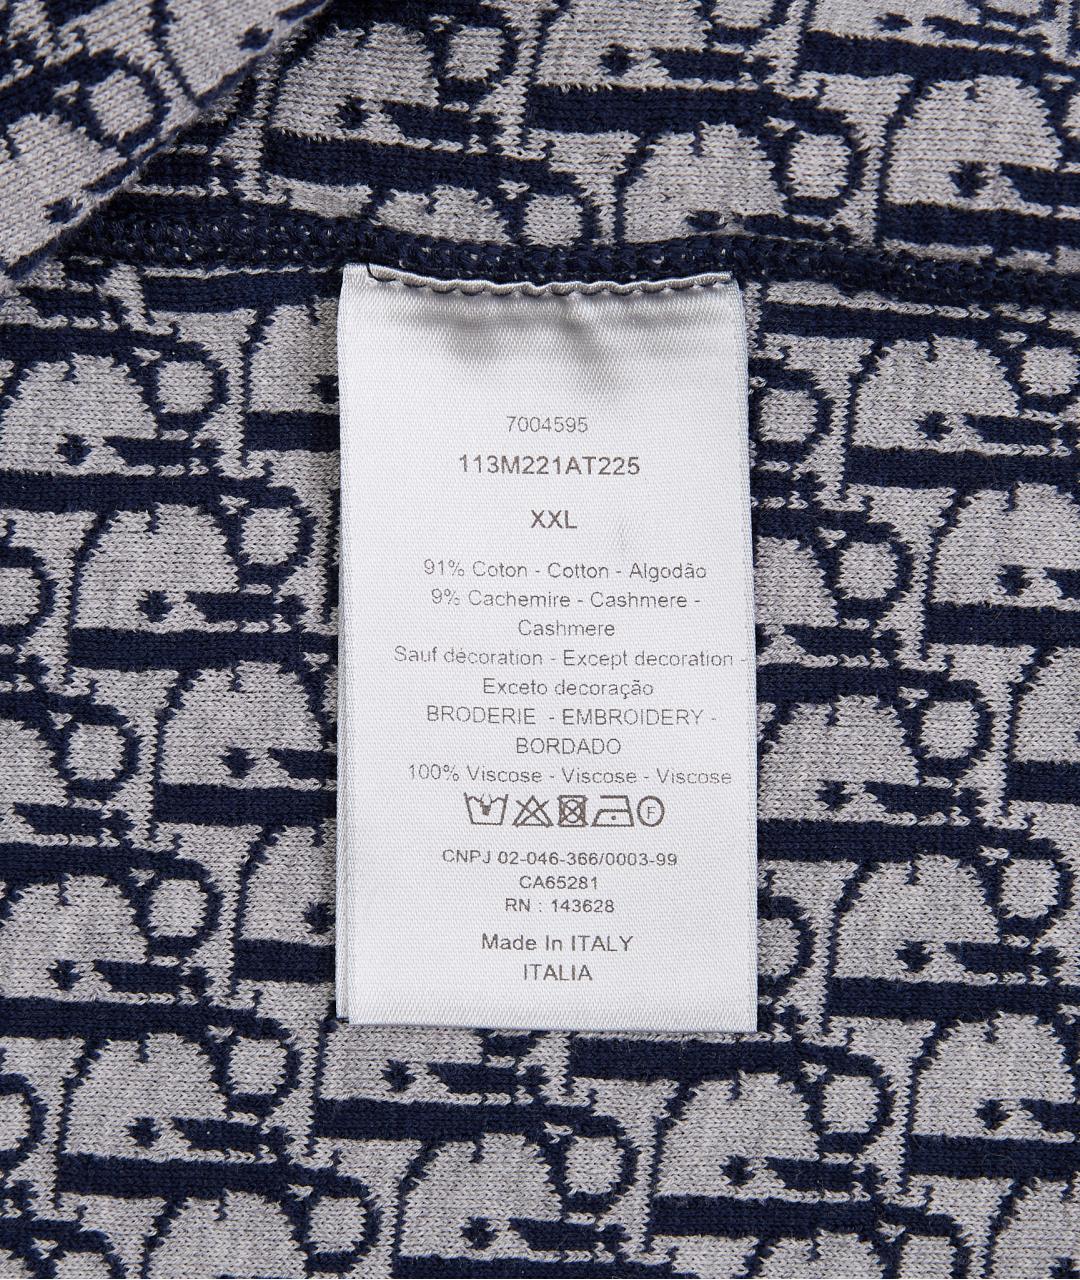 7004595
113M221AT225
XXL
91% Coton - Cotton - Algodão
9% Cachemire - Cashmere -
Cashmere
Sauf décoration - Except decoration -
Exceto decoração
BRODERIE - EMBROIDERY -
BORDADO
100% Viscose - Viscose - Viscose
F
CNPJ 02-046-366/0003-99
CA65281
RN : 143628
Made In ITALY
ITALIA